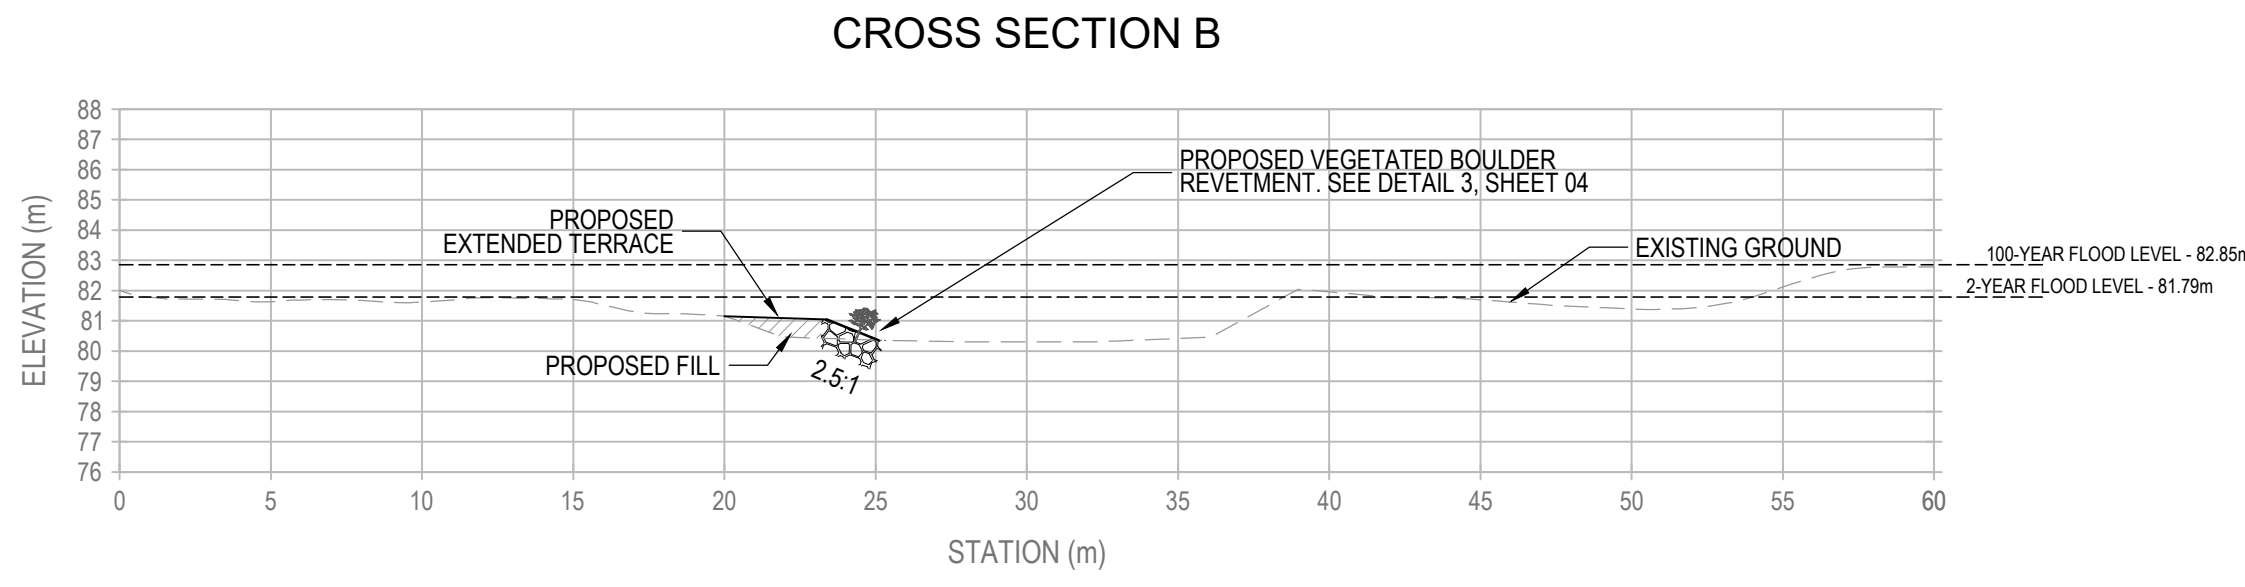 CROSS SECTION B
88
87
86
85
84
83
82
81
80
79
78
77
76
ELEVATION (m)
PROPOSED VEGETATED BOULDER
REVETMENT. SEE DETAIL 3, SHEET 04
PROPOSED
EXTENDED TERRACE
EXISTING GROUND
100-YEAR FLOOD LEVEL - 82.85m
2-YEAR FLOOD LEVEL - 81.79m
PROPOSED FILL
2.5:1
0 5 10 15 20 25 30 35 40 45 50 55 60
STATION (m)